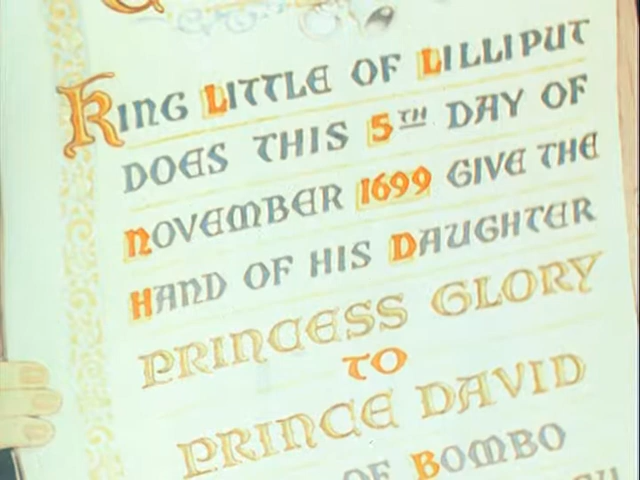 KING LITTLE OF LILLIPUT
DOES THIS 5TH DAY OF
NOVEMBER 1699 GIVE THE
HAND OF HIS DAUGHTER
PRINCESS GLORY
TO
PRINCE DAVID
OF BOMBO